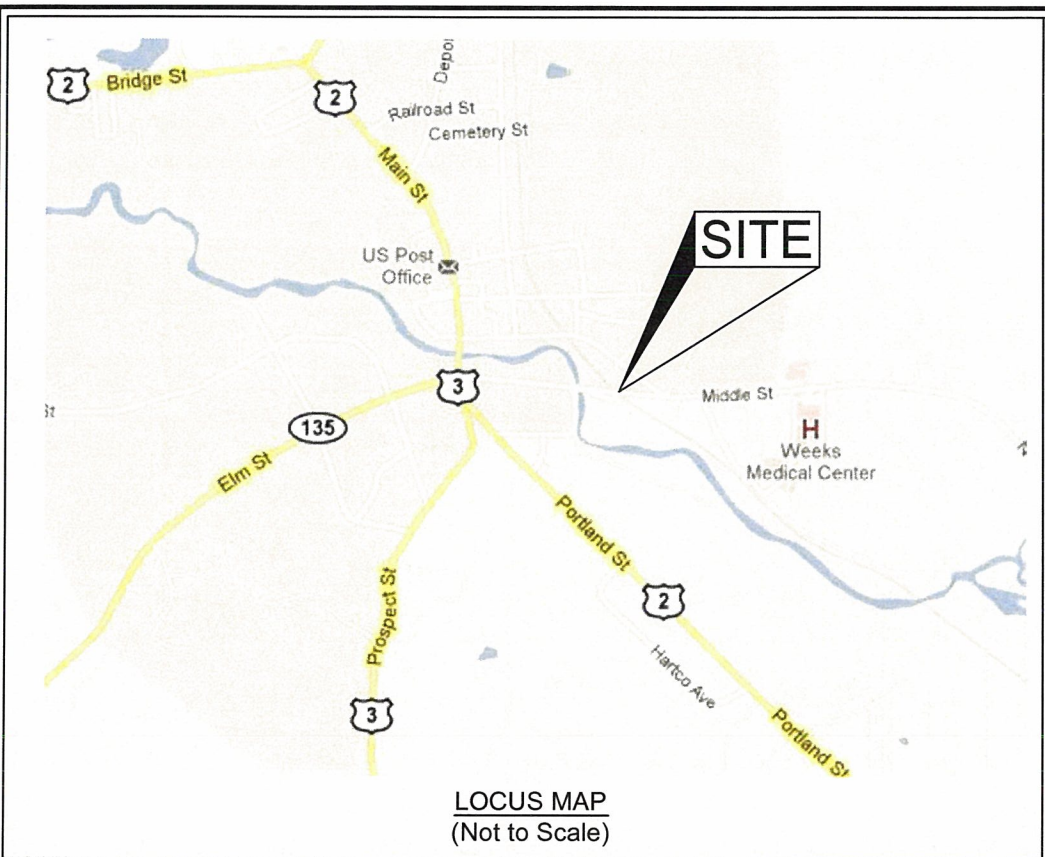 2
Bridge St
2
Depot
Railroad St
Cemetery St
Main St
US Post
Office
SITE
3
Middle St
135
H
Weeks
Medical Center
Elm St
Portland St
Prospect St
2
Hartco Ave
3
Portland St
LOCUS MAP
(Not to Scale)